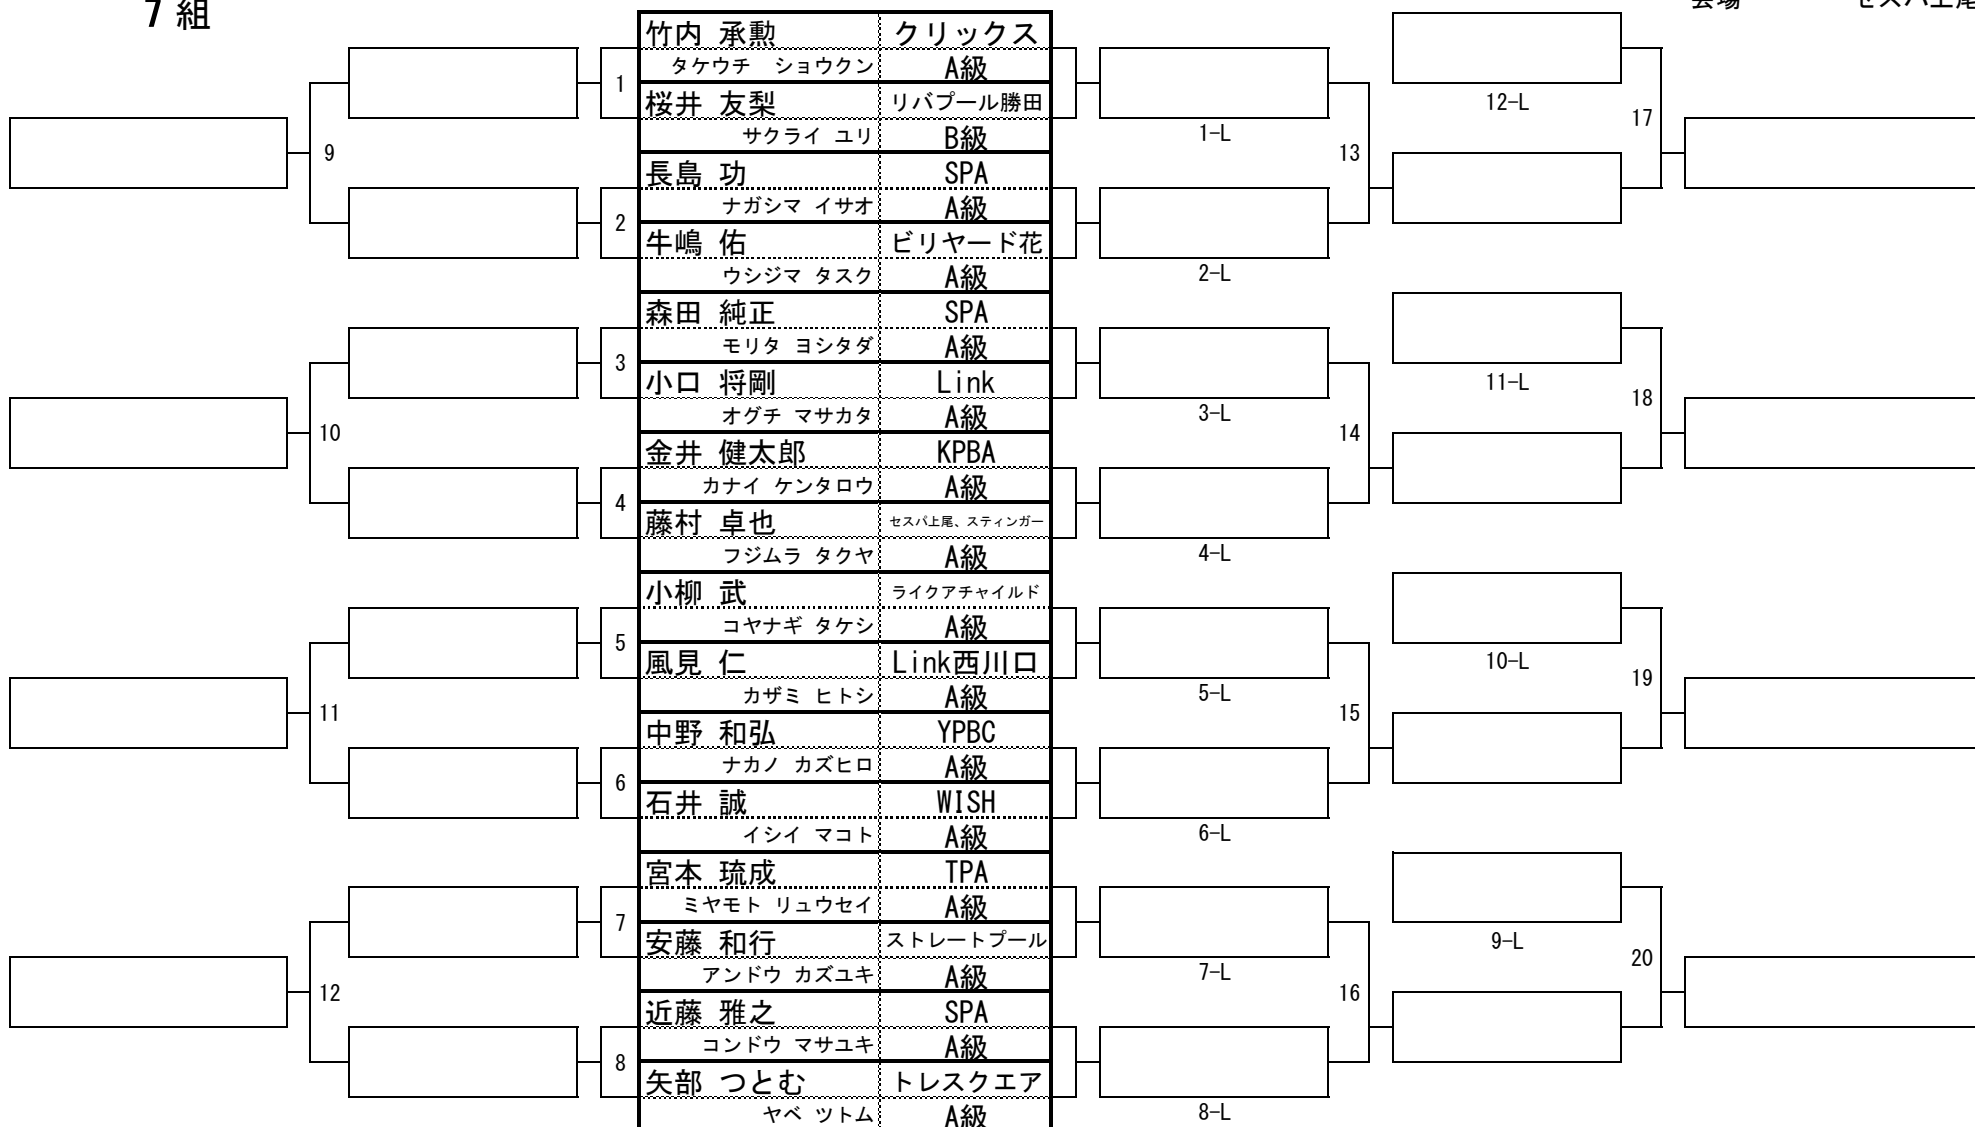 7 組
会場 セスパ上尾
竹内 承勲 クリックス
タケウチ ショウクン A級
1
桜井 友梨 リバプール勝田
サクライ ユリ B級
長島 功 SPA
ナガシマ イサオ A級
2
牛嶋 佑 ビリヤード花
ウシジマ タスク A級
森田 純正 SPA
モリタ ヨシタダ A級
3
小口 将剛 Link
オグチ マサカタ A級
金井 健太郎 KPBA
カナイ ケンタロウ A級
4
藤村 卓也 セスパ上尾、スティンガー
フジムラ タクヤ A級
小柳 武 ライクアチャイルド
コヤナギ タケシ A級
5
風見 仁 Link西川口
カザミ ヒトシ A級
中野 和弘 YPBC
ナカノ カズヒロ A級
6
石井 誠 WISH
イシイ マコト A級
宮本 琉成 TPA
ミヤモト リュウセイ A級
7
安藤 和行 ストレートプール
アンドウ カズユキ A級
近藤 雅之 SPA
コンドウ マサユキ A級
8
矢部 つとむ トレスクエア
ヤベ ツトム A級
9
10
11
12
1-L
2-L
3-L
4-L
5-L
6-L
7-L
8-L
13
14
15
16
12-L
11-L
10-L
9-L
17
18
19
20